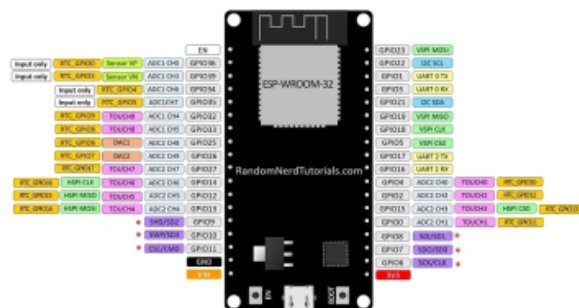 EN
Input only RTC_GPIO0 Sensor VP ADC1 CH0 GPIO36
Input only RTC_GPIO3 Sensor VN ADC1 CH3 GPIO39
Input only RTC_GPIO4 ADC1 CH6 GPIO34
Input only RTC_GPIO5 ADC1CH7 GPIO35
RTC_GPIO9 TOUCH9 ADC1 CH4 GPIO32
RTC_GPIO8 TOUCH8 ADC1 CH5 GPIO33
RTC_GPIO6 DAC1 ADC2 CH8 GPIO25
RTC_GPIO7 DAC2 ADC2 CH9 GPIO26
RTC_GPIO17 TOUCH7 ADC2 CH7 GPIO27
RTC_GPIO16 HSPI CLK TOUCH6 ADC2 CH6 GPIO14
RTC_GPIO15 HSPI MISO TOUCH5 ADC2 CH5 GPIO12
RTC_GPIO14 HSPI MOSI TOUCH4 ADC2 CH4 GPIO13
SHD/SD2 GPIO9
SWP/SD3 GPIO10
CSC/CMD GPIO11
GND
VIN
ESP-WROOM-32
RandomNerdTutorials.com
EN
BOOT
GPIO23 VSPI MOSI
GPIO22 I2C SCL
GPIO1 UART 0 TX
GPIO3 UART 0 RX
GPIO21 I2C SDA
GPIO19 VSPI MISO
GPIO18 VSPI CLK
GPIO5 VSPI CS0
GPIO17 UART 2 TX
GPIO16 UART 2 RX
GPIO4 ADC2 CH0 TOUCH0 RTC_GPIO10
GPIO2 ADC2 CH2 TOUCH2 RTC_GPIO12
GPIO15 ADC2 CH3 TOUCH3 HSPI CS0 RTC_GPIO13
GPIO0 ADC2 CH1 TOUCH1 RTC_GPIO11
GPIO8 SDI/SD1
GPIO7 SDO/SD0
GPIO6 SCK/CLK
3V3